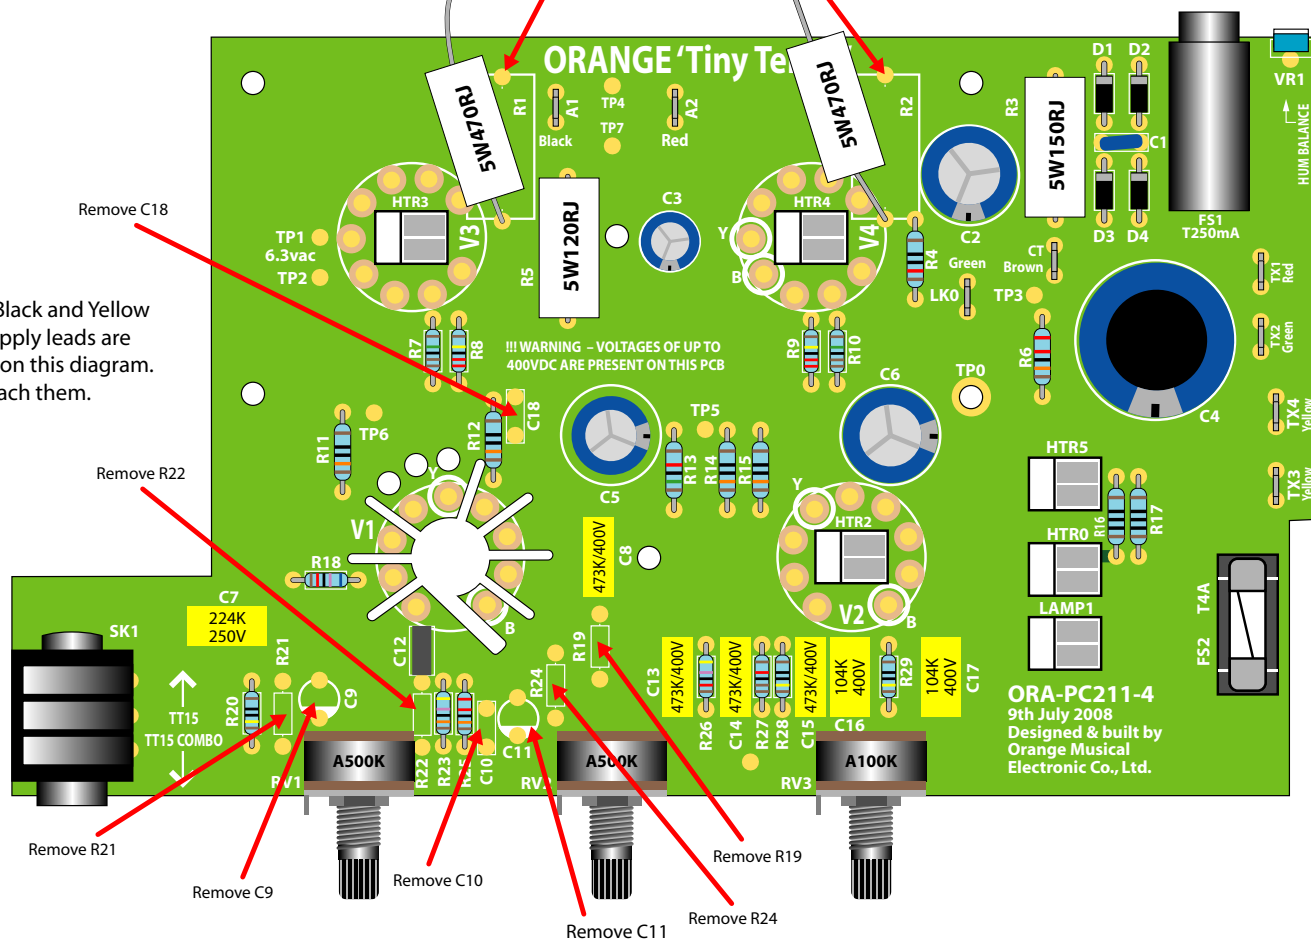 ORANGE ‘Tiny Te
5W470RJ
R1
A1
Black
TP4
TP7
A2
Red
5W470RJ
R2
R3
5W150RJ
D1 D2
C1
D3 D4
FS1
T250mA
VR1
HUM BALANCE
Remove C18
TP1
6.3vac
TP2
HTR3
V3
R5
5W120RJ
C3
Y
B
HTR4
V4
R4
C2
Green
LK0
CT
Brown
TP3
TX1
Red
TX2
Green
Black and Yellow
pply leads are
on this diagram.
ach them.
R7
R8
!!! WARNING – VOLTAGES OF UP TO
400VDC ARE PRESENT ON THIS PCB
R9
R10
C6
TP0
R6
C4
TX4
Yellow
TX3
Yellow
R11
TP6
R12
C18
C5
TP5
R13
R14
R15
HTR5
R16
R17
HTR0
LAMP1
Remove R22
Y
V1
B
R18
473K/400V
C8
Y
HTR2
V2
B
T4A
FS2
C7
224K
250V
SK1
R21
R20
C9
TT15
TT15 COMBO
C12
R22
R23
R25
C10
C11
R24
R19
C13
473K/400V
R26
473K/400V
C14
R27
R28
473K/400V
C15
104K
400V
C16
R29
104K
400V
C17
ORA-PC211-4
9th July 2008
Designed & built by
Orange Musical
Electronic Co., Ltd.
RV1
A500K
RV2
A500K
RV3
A100K
Remove R21
Remove C9
Remove C10
Remove C11
Remove R24
Remove R19